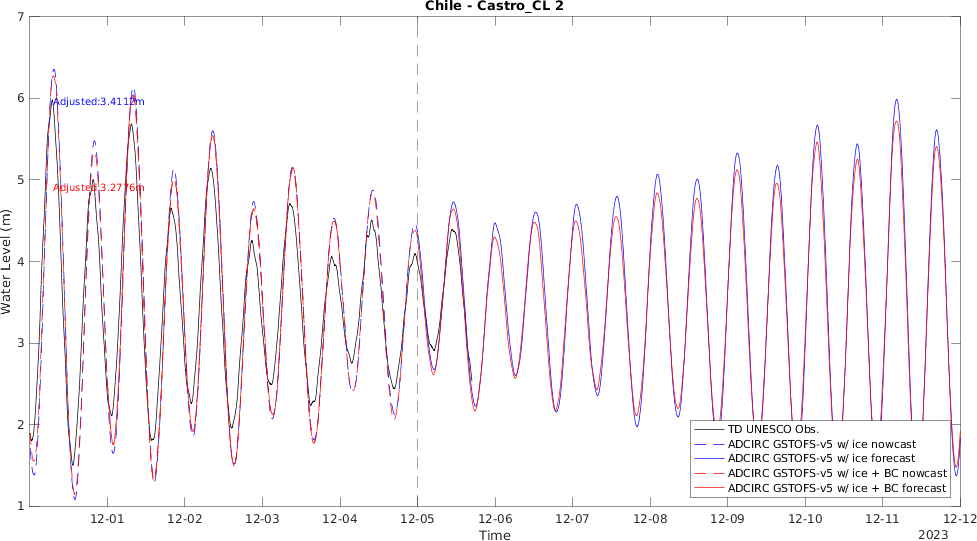 Chile - Castro_CL 2
7
6
5
4
3
2
1
Water Level (m)
Adjusted:3.4112m
Adjusted:3.2776m
TD UNESCO Obs.
ADCIRC GSTOFS-v5 w/ ice nowcast
ADCIRC GSTOFS-v5 w/ ice forecast
ADCIRC GSTOFS-v5 w/ ice + BC nowcast
ADCIRC GSTOFS-v5 w/ ice + BC forecast
12-01 12-02 12-03 12-04 12-05 12-06 12-07 12-08 12-09 12-10 12-11 12-12
Time
2023